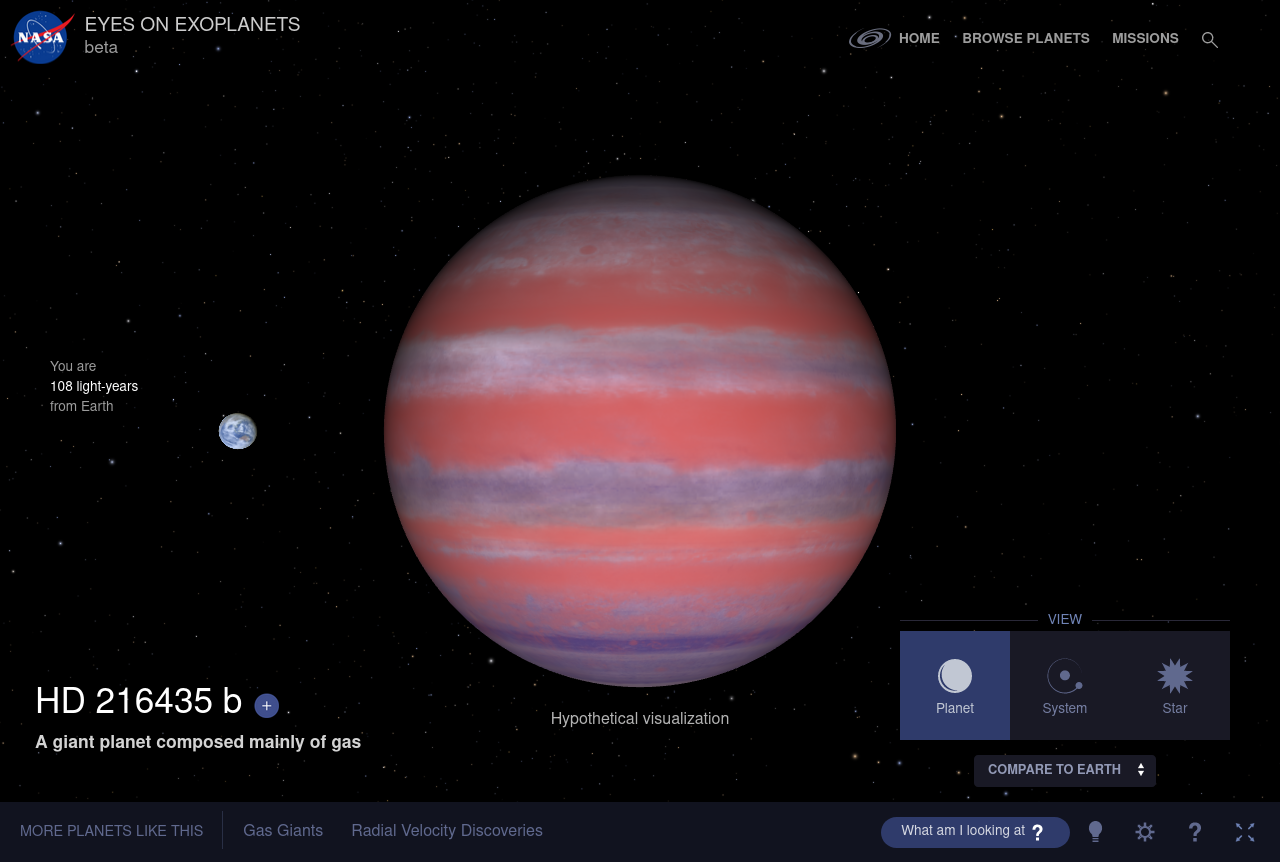 NASA
EYES ON EXOPLANETS
beta
HOME
BROWSE PLANETS
MISSIONS
You are
108 light-years
from Earth
VIEW
Planet
System
Star
HD 216435 b +
A giant planet composed mainly of gas
Hypothetical visualization
COMPARE TO EARTH
MORE PLANETS LIKE THIS
Gas Giants
Radial Velocity Discoveries
What am I looking at ?
?